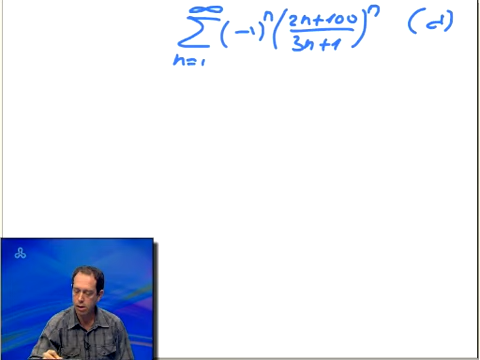 ∑_{n=1}^{∞} (-1)^n ((2n+100)/(3n+1))^n (d)